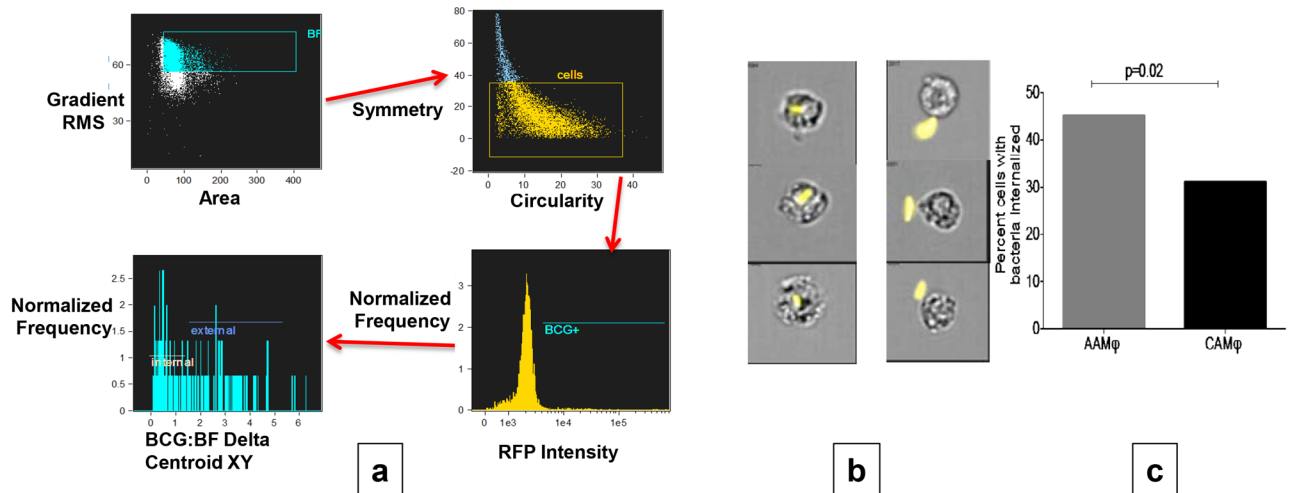 BF
60
30
Gradient
RMS
0 100 200 300 400
Area
80
60
40
20
0
-20
Symmetry
cells
0 10 20 30 40
Circularity
2.5
2
1.5
1
0.5
0
Normalized
Frequency
external
internal
0 1 2 3 4 5 6
BCG:BF Delta
Centroid XY
Normalized
Frequency
3
2
1
0
BCG+
0 1e3 1e4 1e5
RFP Intensity
a
b
p=0.02
50
40
30
20
10
0
Percent cells with
bacteria Internalized
AAMφ CAMφ
c